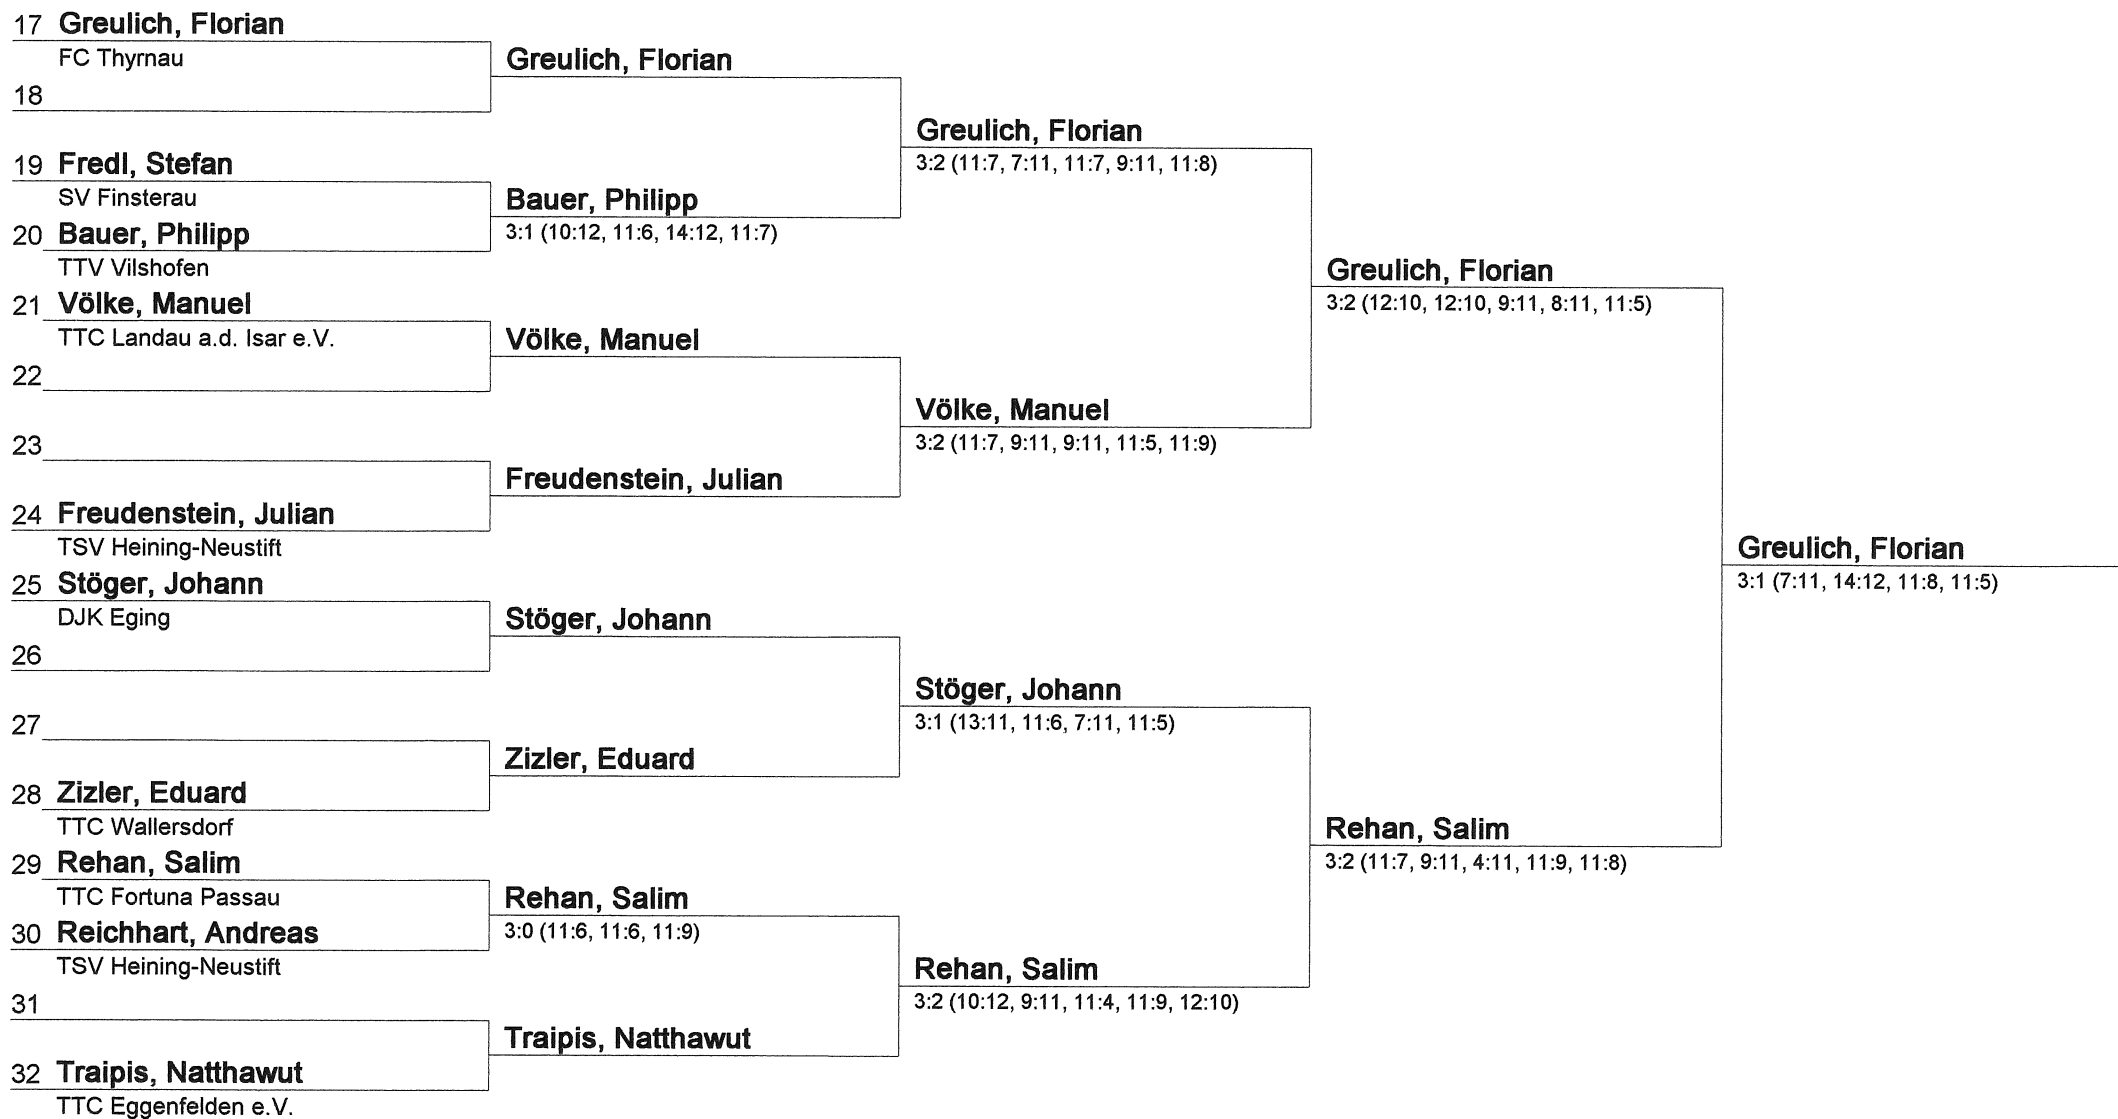 17 Greulich, Florian
FC Thyrnau
18
19 Fredl, Stefan
SV Finsterau
20 Bauer, Philipp
TTV Vilshofen
21 Völke, Manuel
TTC Landau a.d. Isar e.V.
22
23
24 Freudenstein, Julian
TSV Heining-Neustift
25 Stöger, Johann
DJK Eging
26
27
28 Zizler, Eduard
TTC Wallersdorf
29 Rehan, Salim
TTC Fortuna Passau
30 Reichhart, Andreas
TSV Heining-Neustift
31
32 Traipis, Natthawut
TTC Eggenfelden e.V.
Greulich, Florian
Bauer, Philipp
3:1 (10:12, 11:6, 14:12, 11:7)
Völke, Manuel
Freudenstein, Julian
Stöger, Johann
Zizler, Eduard
Rehan, Salim
3:0 (11:6, 11:6, 11:9)
Traipis, Natthawut
Greulich, Florian
3:2 (11:7, 7:11, 11:7, 9:11, 11:8)
Völke, Manuel
3:2 (11:7, 9:11, 9:11, 11:5, 11:9)
Stöger, Johann
3:1 (13:11, 11:6, 7:11, 11:5)
Rehan, Salim
3:2 (10:12, 9:11, 11:4, 11:9, 12:10)
Greulich, Florian
3:2 (12:10, 12:10, 9:11, 8:11, 11:5)
Rehan, Salim
3:2 (11:7, 9:11, 4:11, 11:9, 11:8)
Greulich, Florian
3:1 (7:11, 14:12, 11:8, 11:5)